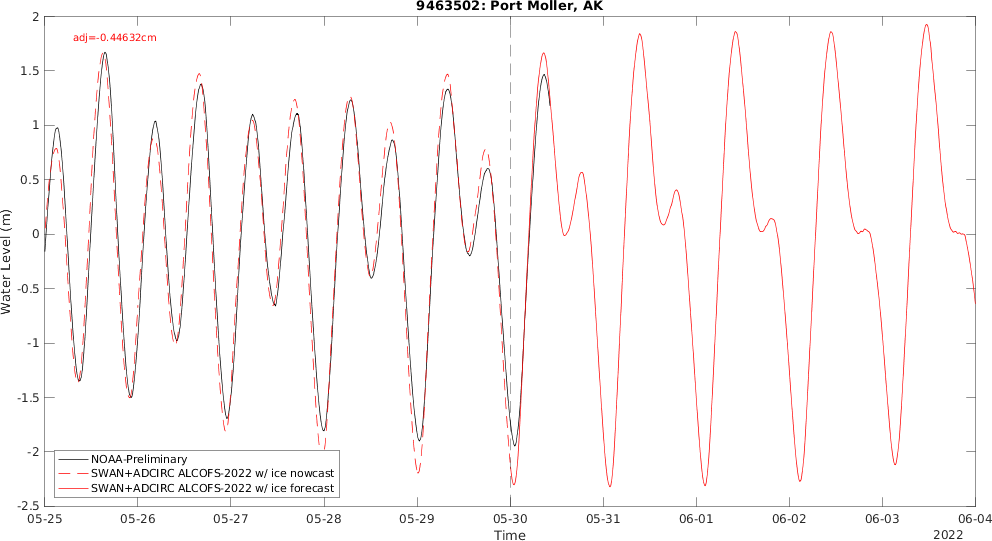 9463502: Port Moller, AK
adj=-0.44632cm
Water Level (m)
2
1.5
1
0.5
0
-0.5
-1
-1.5
-2
-2.5
NOAA-Preliminary
SWAN+ADCIRC ALCOFS-2022 w/ ice nowcast
SWAN+ADCIRC ALCOFS-2022 w/ ice forecast
05-25 05-26 05-27 05-28 05-29 05-30 05-31 06-01 06-02 06-03 06-04
Time
2022